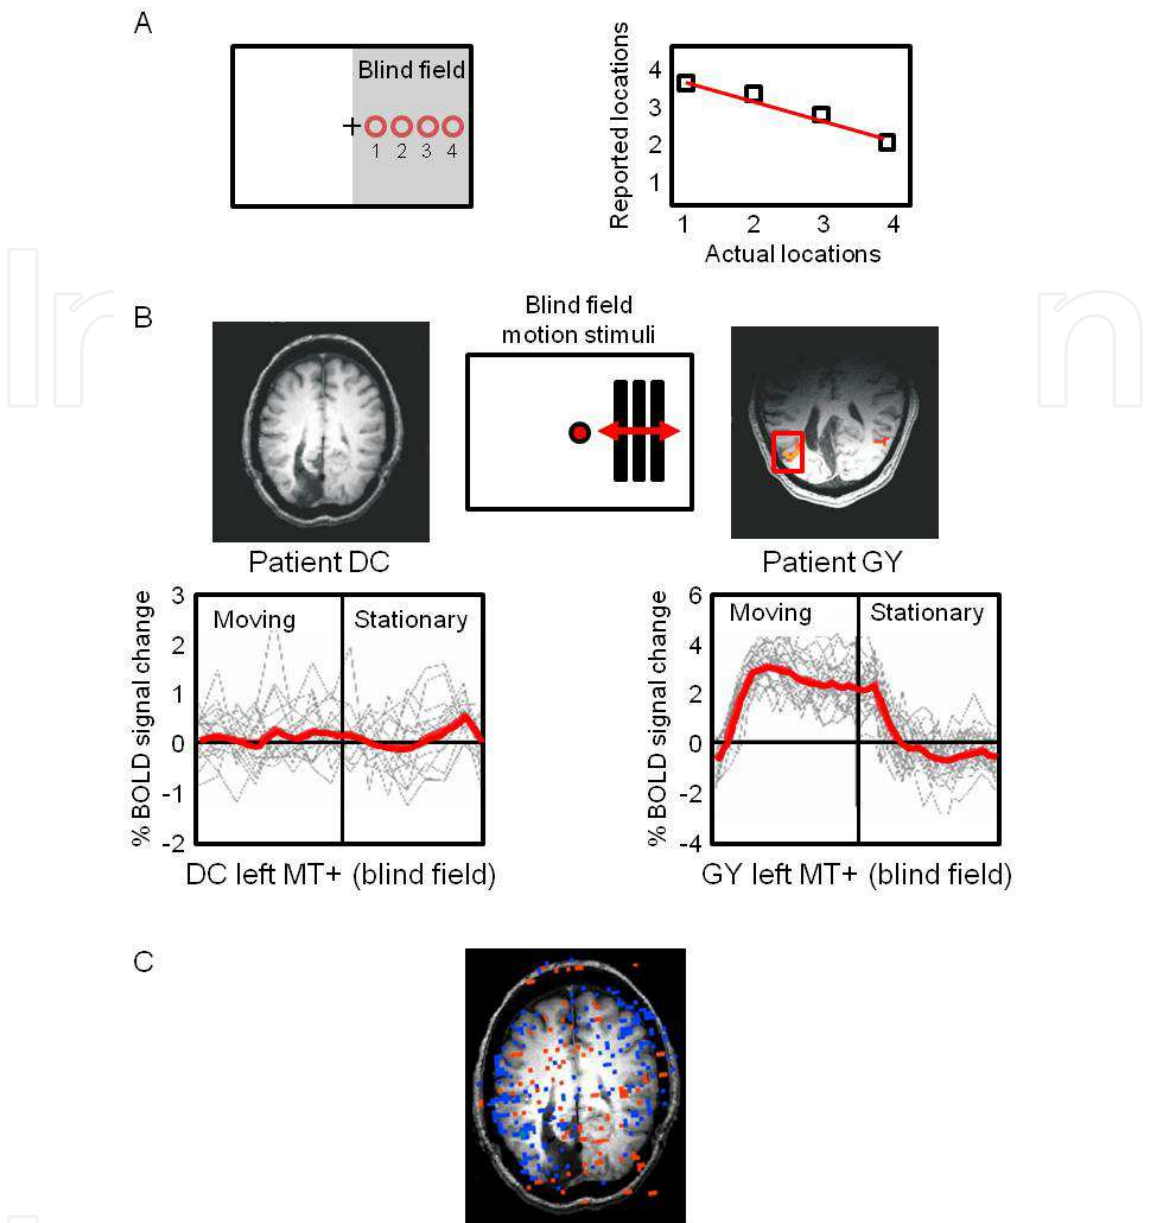 A
Blind field
+
1 2 3 4
Reported locations
4
3
2
1
1 2 3 4
Actual locations
B
Blind field
motion stimuli
Patient DC
Patient GY
% BOLD signal change
3
2
1
0
-1
-2
Moving
Stationary
DC left MT+ (blind field)
% BOLD signal change
6
4
2
0
-2
-4
Moving
Stationary
GY left MT+ (blind field)
C
In
n